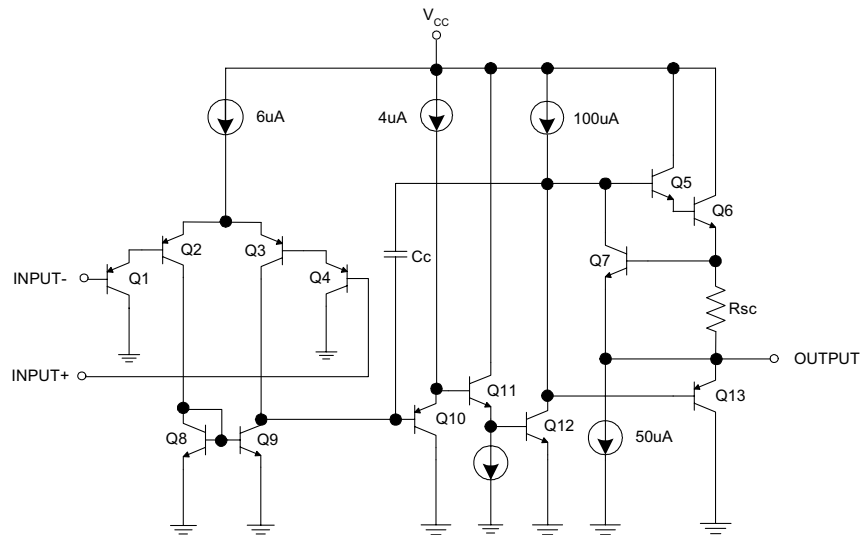 VCC
6uA
4uA
100uA
Q5
Q6
Q2
Q3
Q7
INPUT-
Q1
Q4
Cc
Rsc
OUTPUT
INPUT+
Q11
Q13
Q10
Q12
Q8
Q9
50uA